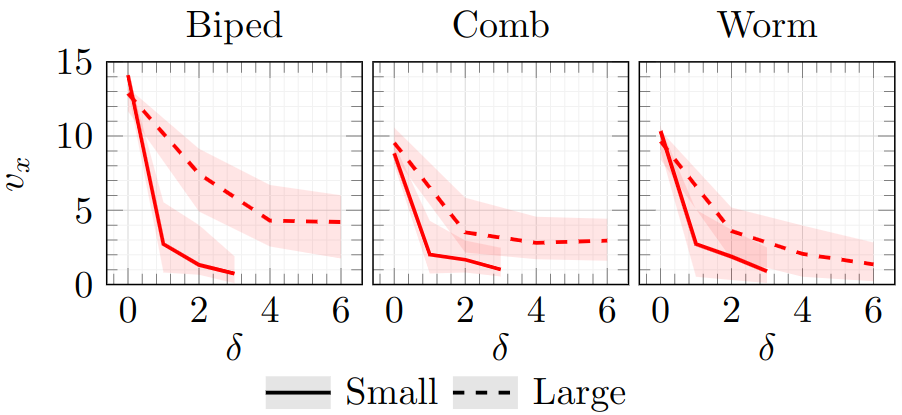 Biped Comb Worm
15
10
5
0
v_x
0 2 4 6 0 2 4 6 0 2 4 6
δ δ δ
Small Large